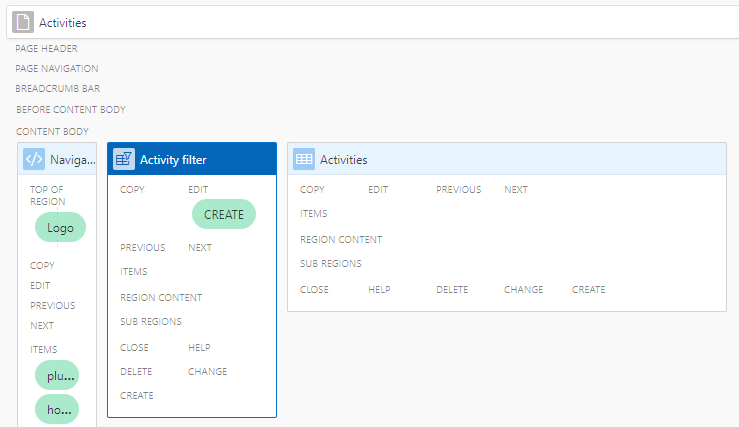 Activities
PAGE HEADER
PAGE NAVIGATION
BREADCRUMB BAR
BEFORE CONTENT BODY
CONTENT BODY
Naviga...
TOP OF
REGION
Logo
COPY
EDIT
PREVIOUS
NEXT
ITEMS
plu...
ho...
Activity filter
COPY EDIT
CREATE
PREVIOUS NEXT
ITEMS
REGION CONTENT
SUB REGIONS
CLOSE HELP
DELETE CHANGE
CREATE
Activities
COPY EDIT PREVIOUS NEXT
ITEMS
REGION CONTENT
SUB REGIONS
CLOSE HELP DELETE CHANGE CREATE